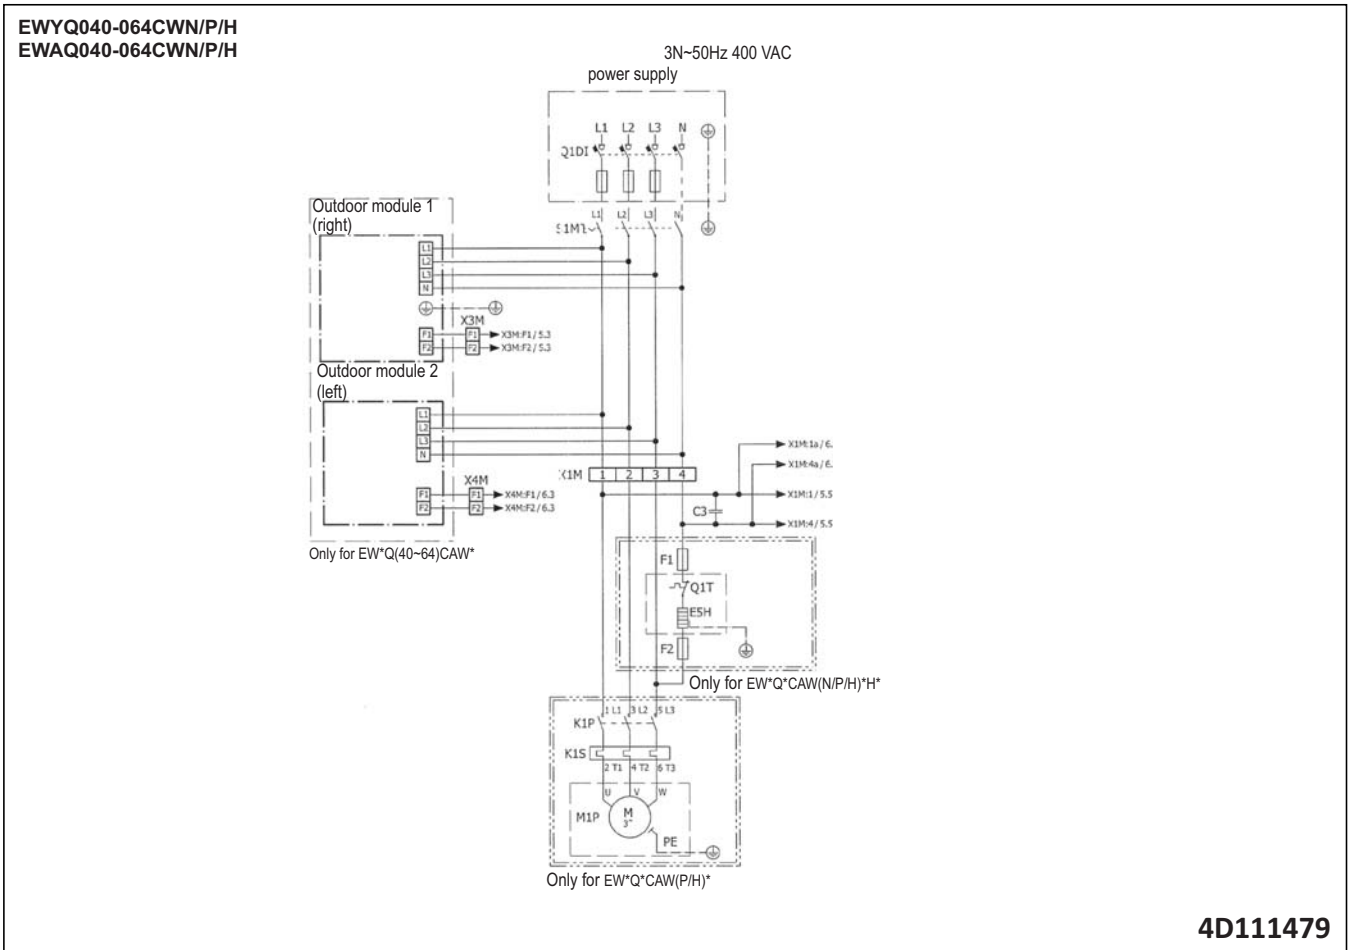 EWYQ040-064CWN/P/H
EWAQ040-064CWN/P/H
3N~50Hz 400 VAC
power supply
L1 L2 L3 N
Q1DI
Outdoor module 1
(right)
L1 L2 L3 N
L1
L2
L3
N
X3M
F1 F1 X3M:F1/5.3
F2 F2 X3M:F2/5.3
Outdoor module 2
(left)
L1
L2
L3
N
X1M:1a/6.
X1M:4a/6.
1 2 3 4
X4M
F1 F1 X4M:F1/6.3
F2 F2 X4M:F2/6.3
X1M:1/5.5
C3
X1M:4/5.5
Only for EW*Q(40~64)CAW*
F1
Q1T
E5H
F2
Only for EW*Q*CAW(N/P/H)*H*
1 L1 3 L2 5 L3
K1P
K1S
2 T1 4 T2 6 T3
U V W
M1P
M
3~
PE
Only for EW*Q*CAW(P/H)*
4D111479